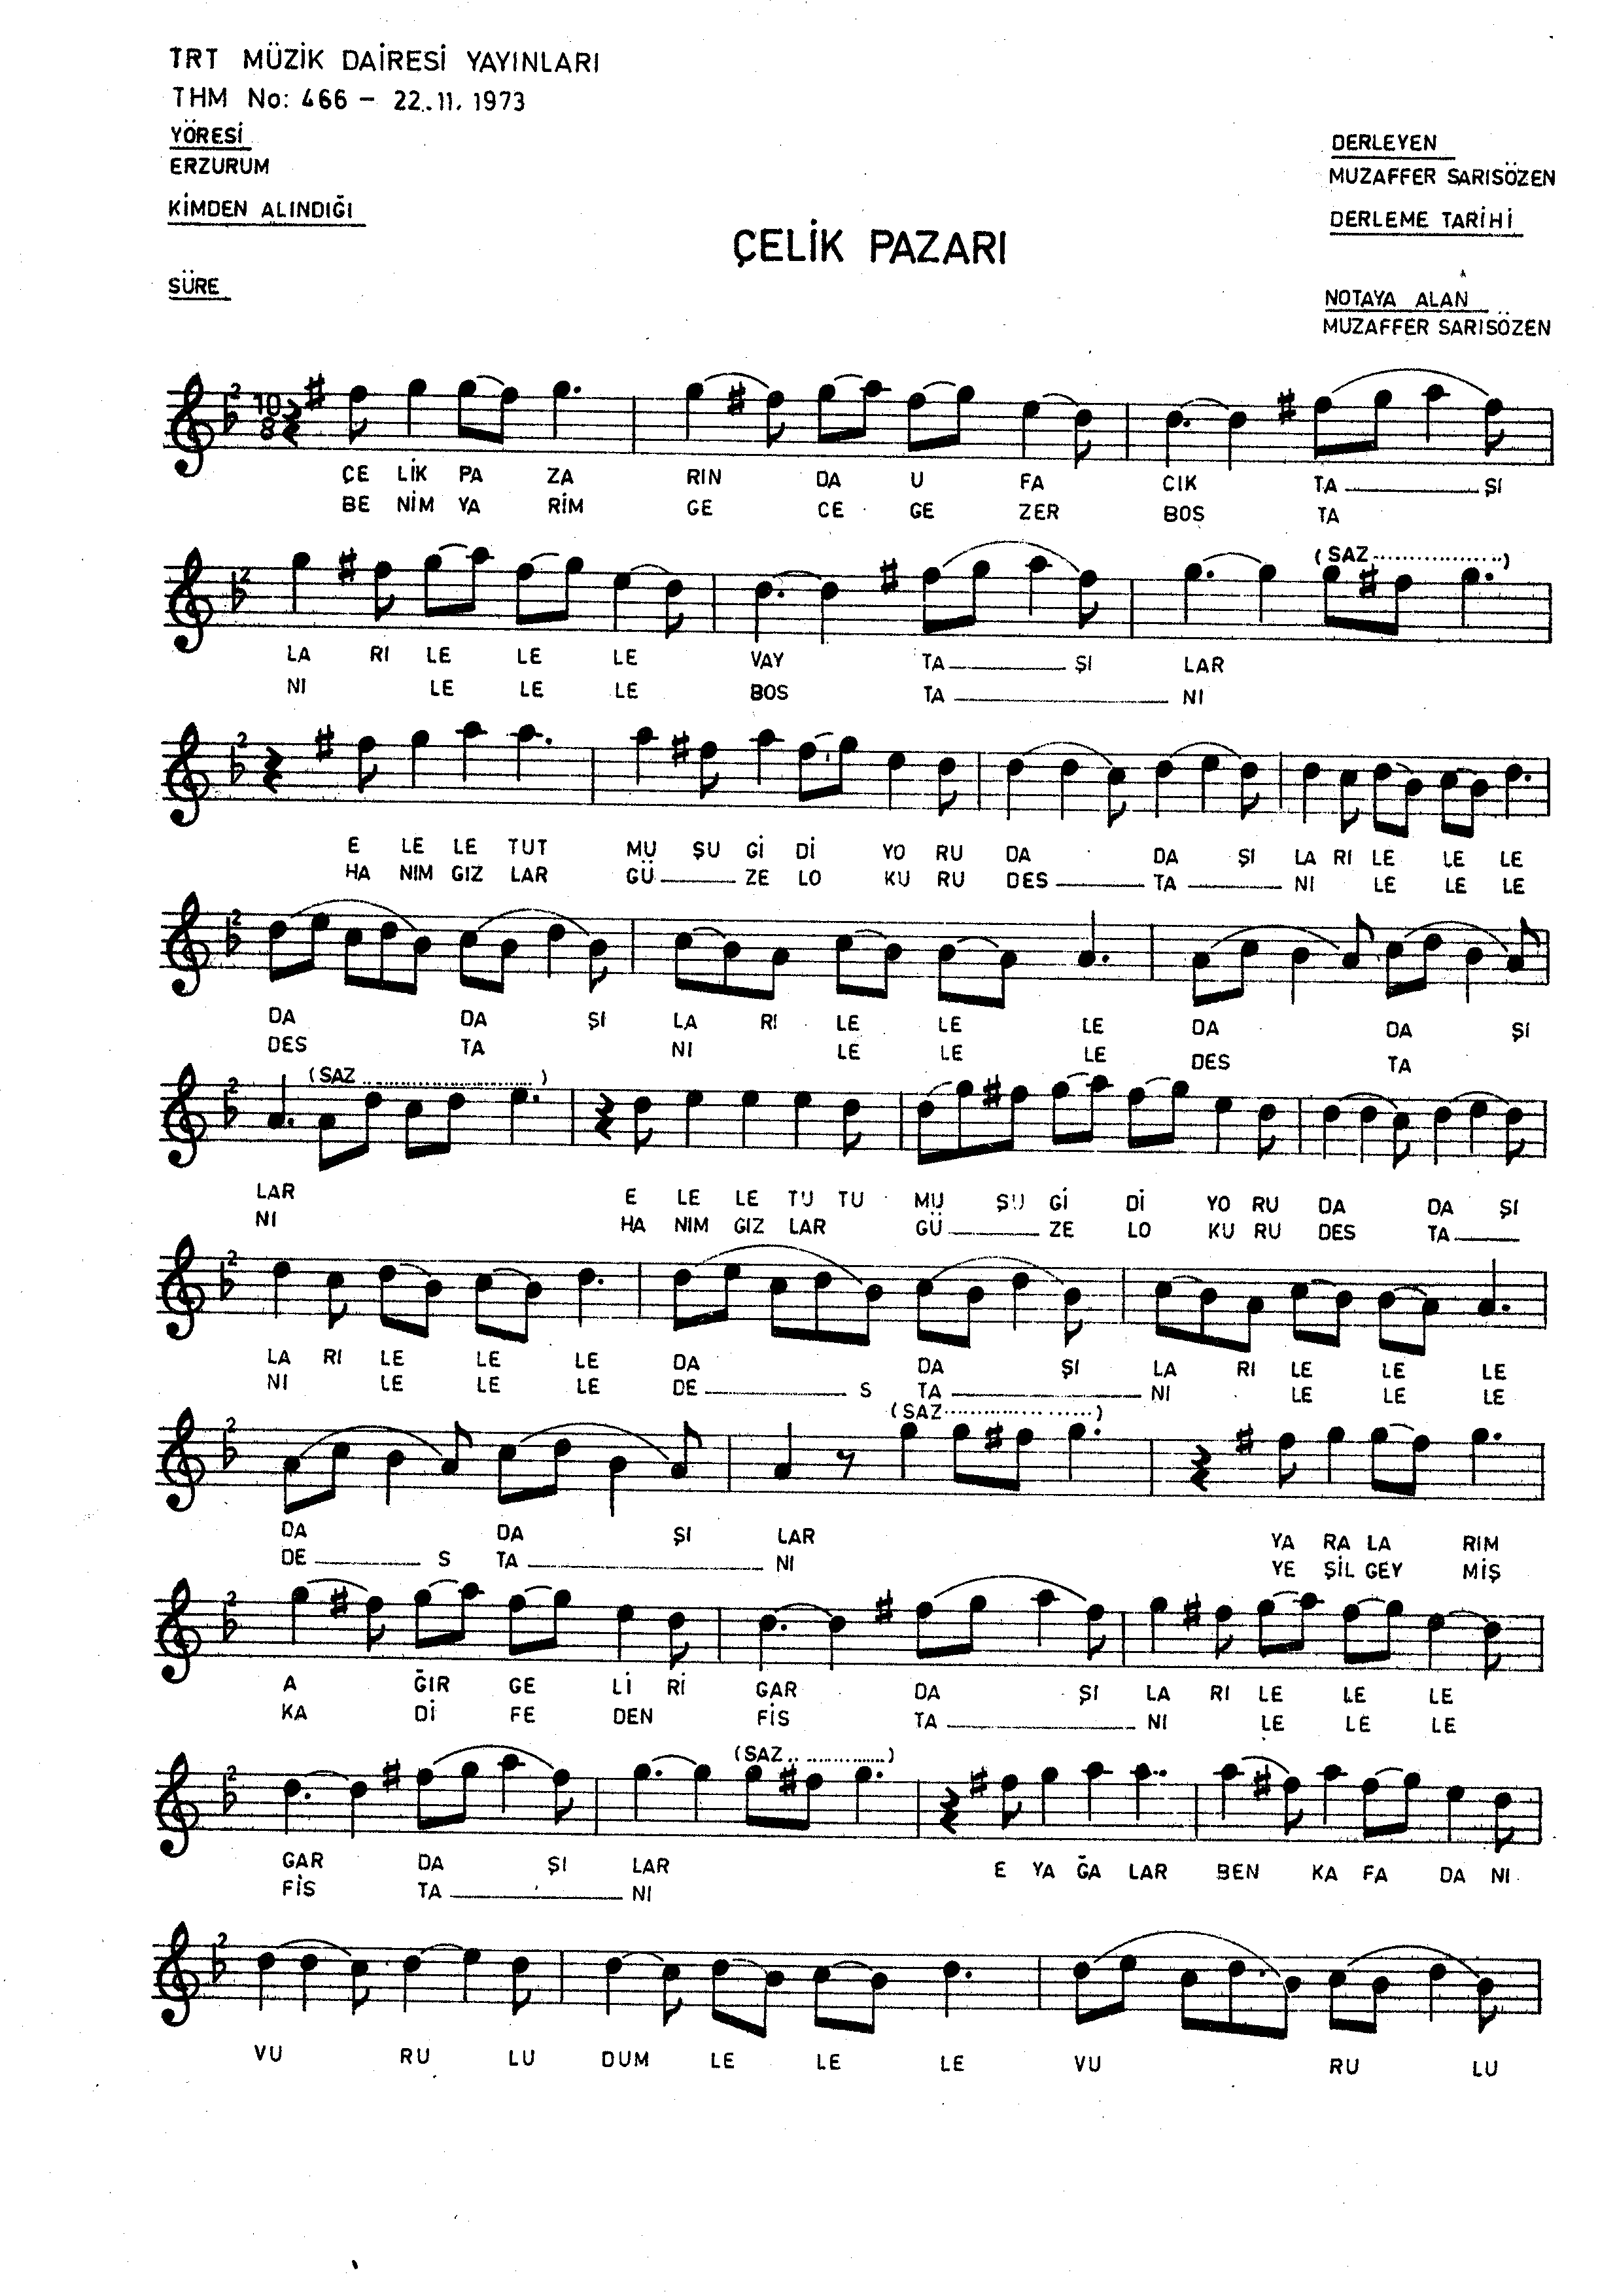 TRT MÜZİK DAİRESİ YAYINLARI
THM No: 466 – 22.11.1973
YÖRESİ
ERZURUM
KİMDEN ALINDIĞI
SÜRE
DERLEYEN
MUZAFFER SARISÖZEN
DERLEME TARİHİ
NOTAYA ALAN
MUZAFFER SARISÖZEN
ÇELİK PAZARI
10
8
ÇE LİK PA ZA RIN DA U FA CIK TA ŞI
BE NİM YA RİM GE CE GE ZER BOS TA
(SAZ..................)
LA RI LE LE LE VAY TA ŞI LAR
NI LE LE LE BOS TA NI
E LE LE TUT MU ŞU Gİ Dİ YO RU DA DA ŞI LA RI LE LE LE
HA NIM GIZ LAR GÜ ZE LO KU RU DES TA NI LE LE LE
DA DA ŞI LA RI LE LE LE DA DA ŞI
DES TA NI LE LE LE DES TA
(SAZ..............................)
LAR E LE LE TU TU MU ŞU Gİ Dİ YO RU DA DA ŞI
NI HA NIM GIZ LAR GÜ ZE LO KU RU DES TA
LA RI LE LE LE DA DA ŞI LA RI LE LE LE
NI LE LE LE DE S TA NI LE LE LE
(SAZ....................)
DA DA ŞI LAR YA RA LA RIM
DE S TA NI YE ŞİL GEY MİŞ
A ĞIR GE Lİ Rİ GAR DA ŞI LA RI LE LE LE
KA Dİ FE DEN FİS TA NI LE LE LE
(SAZ.................)
GAR DA ŞI LAR E YA ĞA LAR BEN KA FA DA NI
FİS TA NI
VU RU LU DUM LE LE LE VU RU LU